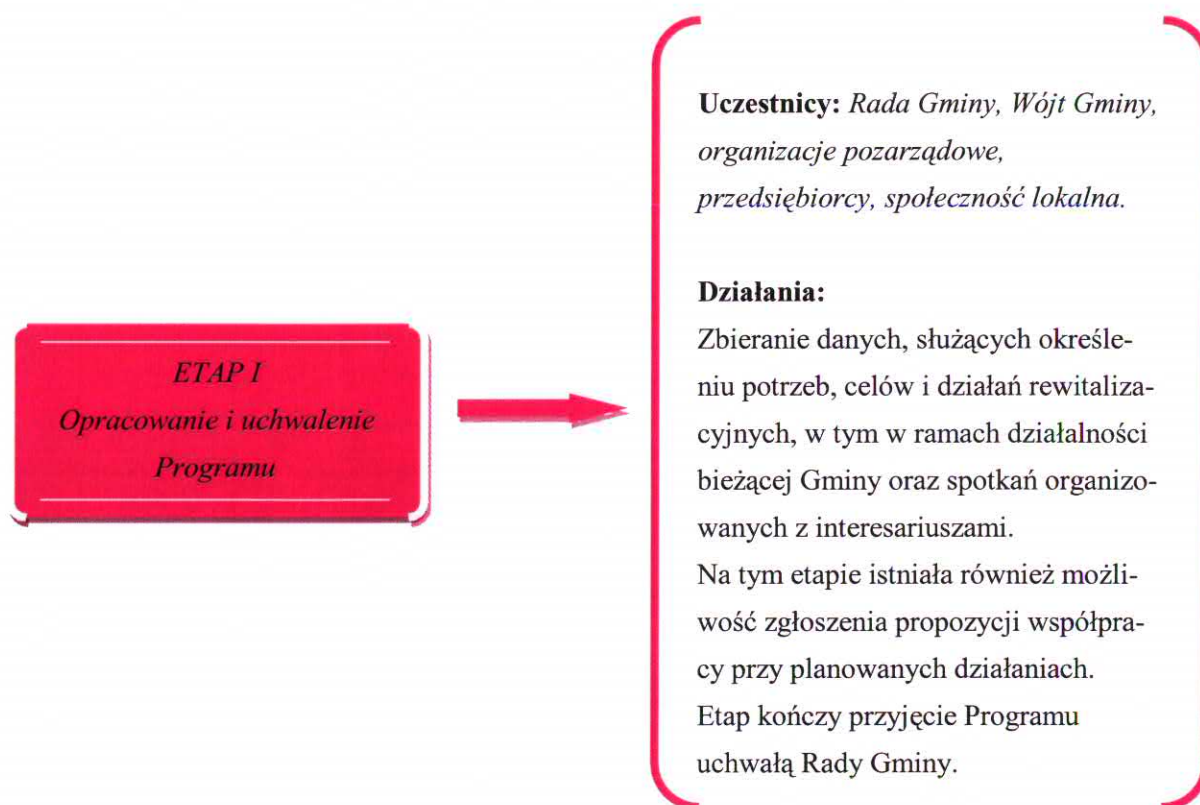 ETAP I
Opracowanie i uchwalenie
Programu
Uczestnicy: Rada Gminy, Wójt Gminy,
organizacje pozarządowe,
przedsiębiorcy, społeczność lokalna.
Działania:
Zbieranie danych, służących określe-
niu potrzeb, celów i działań rewitaliza-
cyjnych, w tym w ramach działalności
bieżącej Gminy oraz spotkań organizo-
wanych z interesariuszami.
Na tym etapie istniała również możli-
wość zgłoszenia propozycji współpra-
cy przy planowanych działaniach.
Etap kończy przyjęcie Programu
uchwałą Rady Gminy.